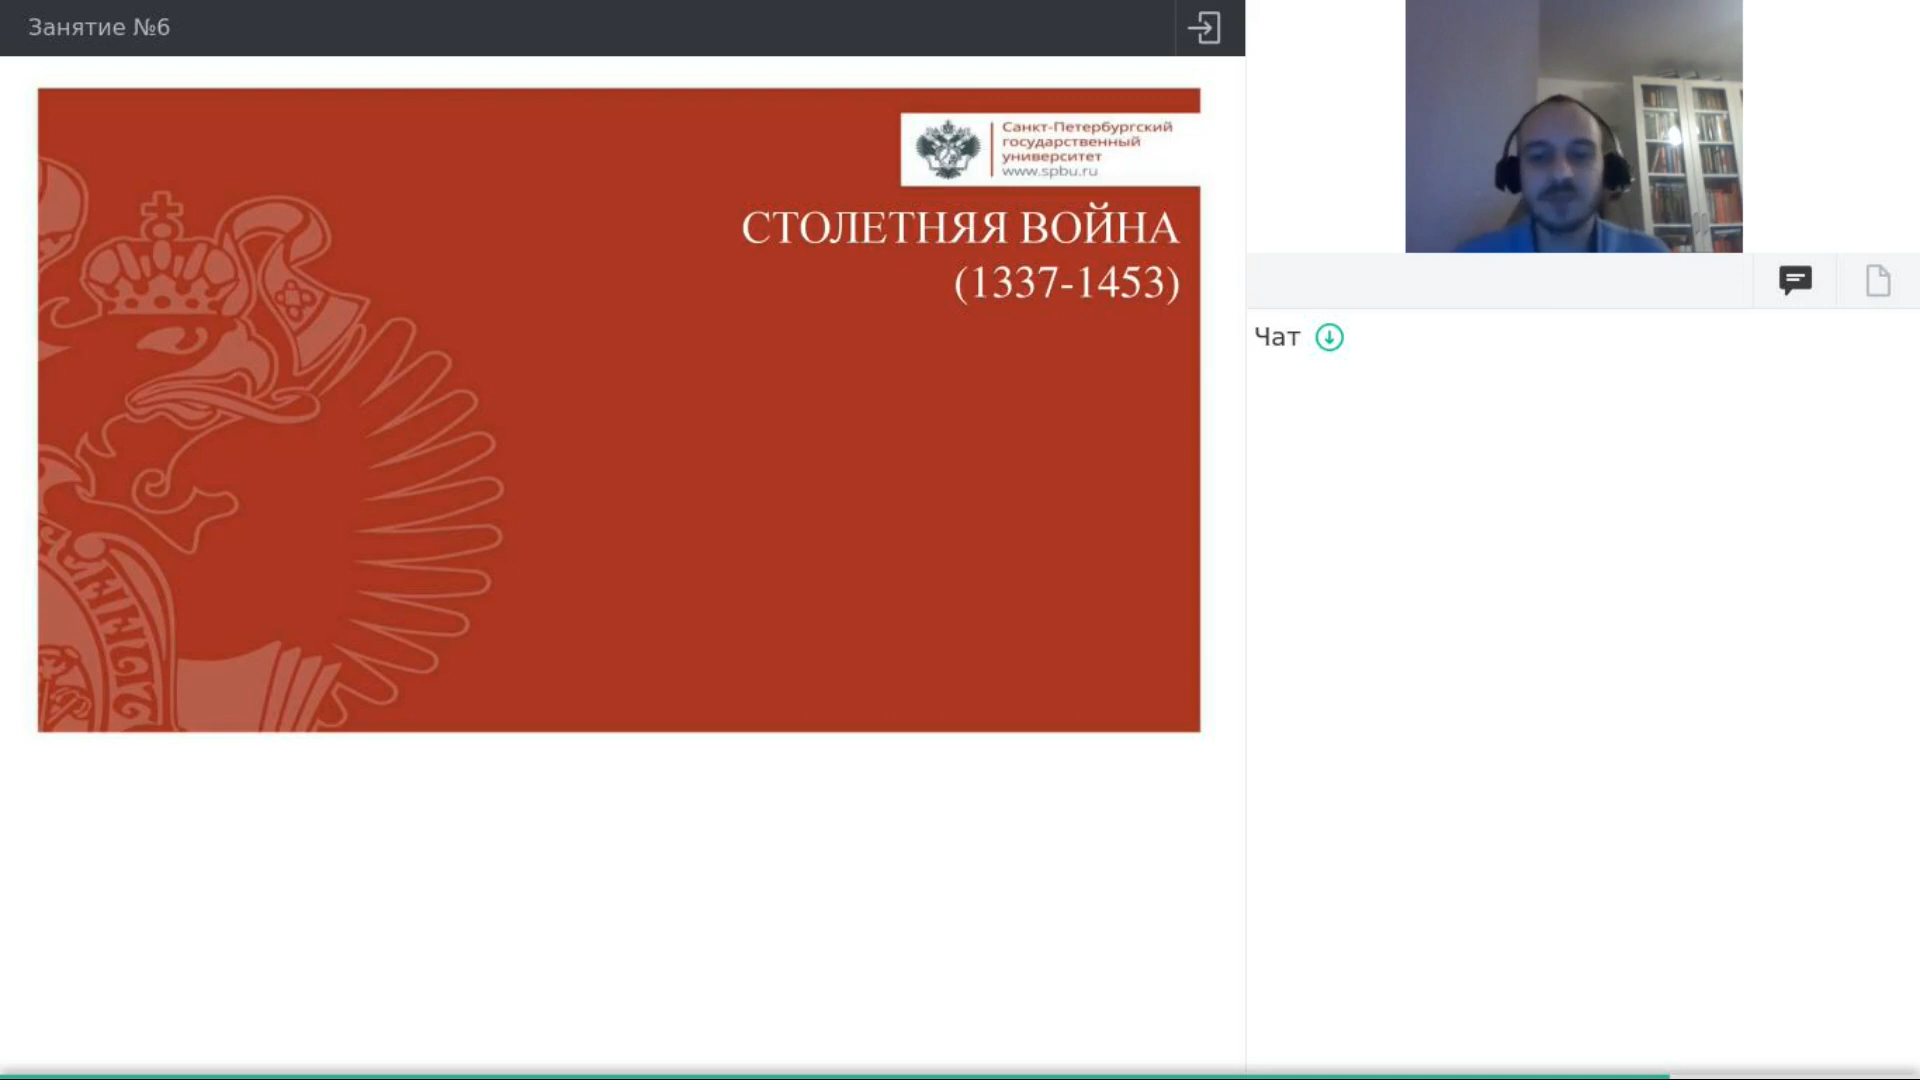 Занятие №6
Санкт-Петербургский
государственный
университет
www.spbu.ru
СТОЛЕТНЯЯ ВОЙНА
(1337-1453)
Чат